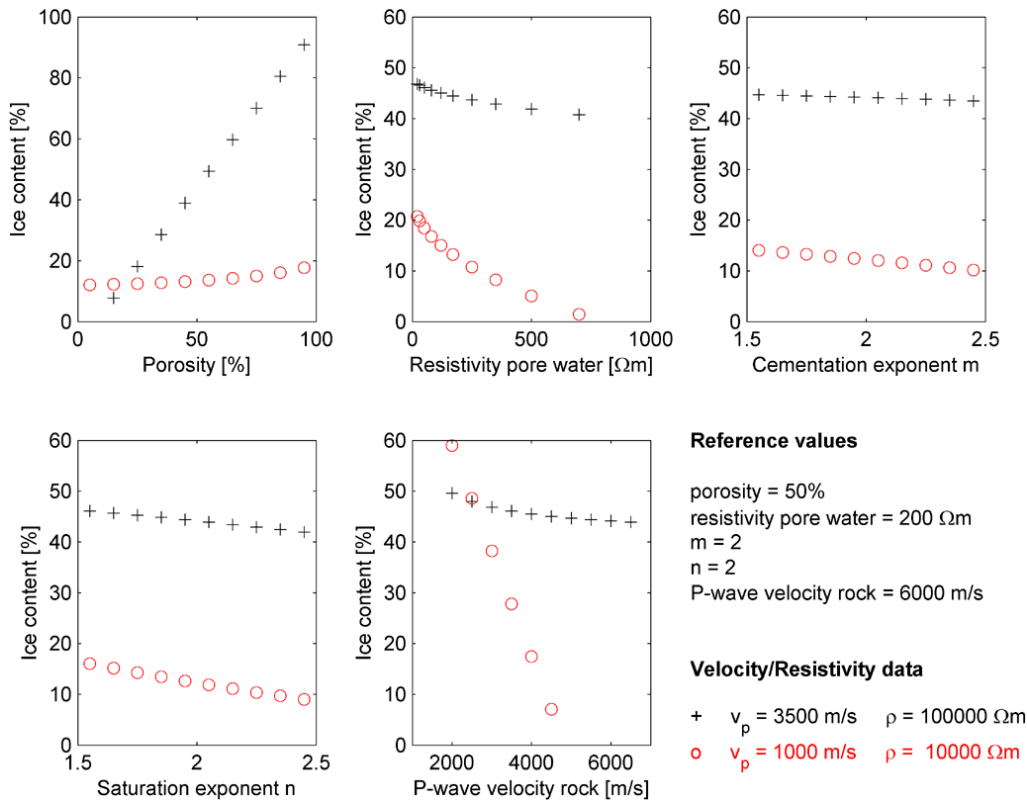 100
80
60
40
20
0
0
50
100
Ice content [%]
Porosity [%]
60
50
40
30
20
10
0
0
500
1000
Ice content [%]
Resistivity pore water [Ωm]
60
50
40
30
20
10
0
1.5
2
2.5
Ice content [%]
Cementation exponent m
60
50
40
30
20
10
0
1.5
2
2.5
Ice content [%]
Saturation exponent n
60
50
40
30
20
10
0
2000
4000
6000
Ice content [%]
P-wave velocity rock [m/s]
Reference values
porosity = 50%
resistivity pore water = 200 Ωm
m = 2
n = 2
P-wave velocity rock = 6000 m/s
Velocity/Resistivity data
+ vp = 3500 m/s ρ = 100000 Ωm
o vp = 1000 m/s ρ = 10000 Ωm